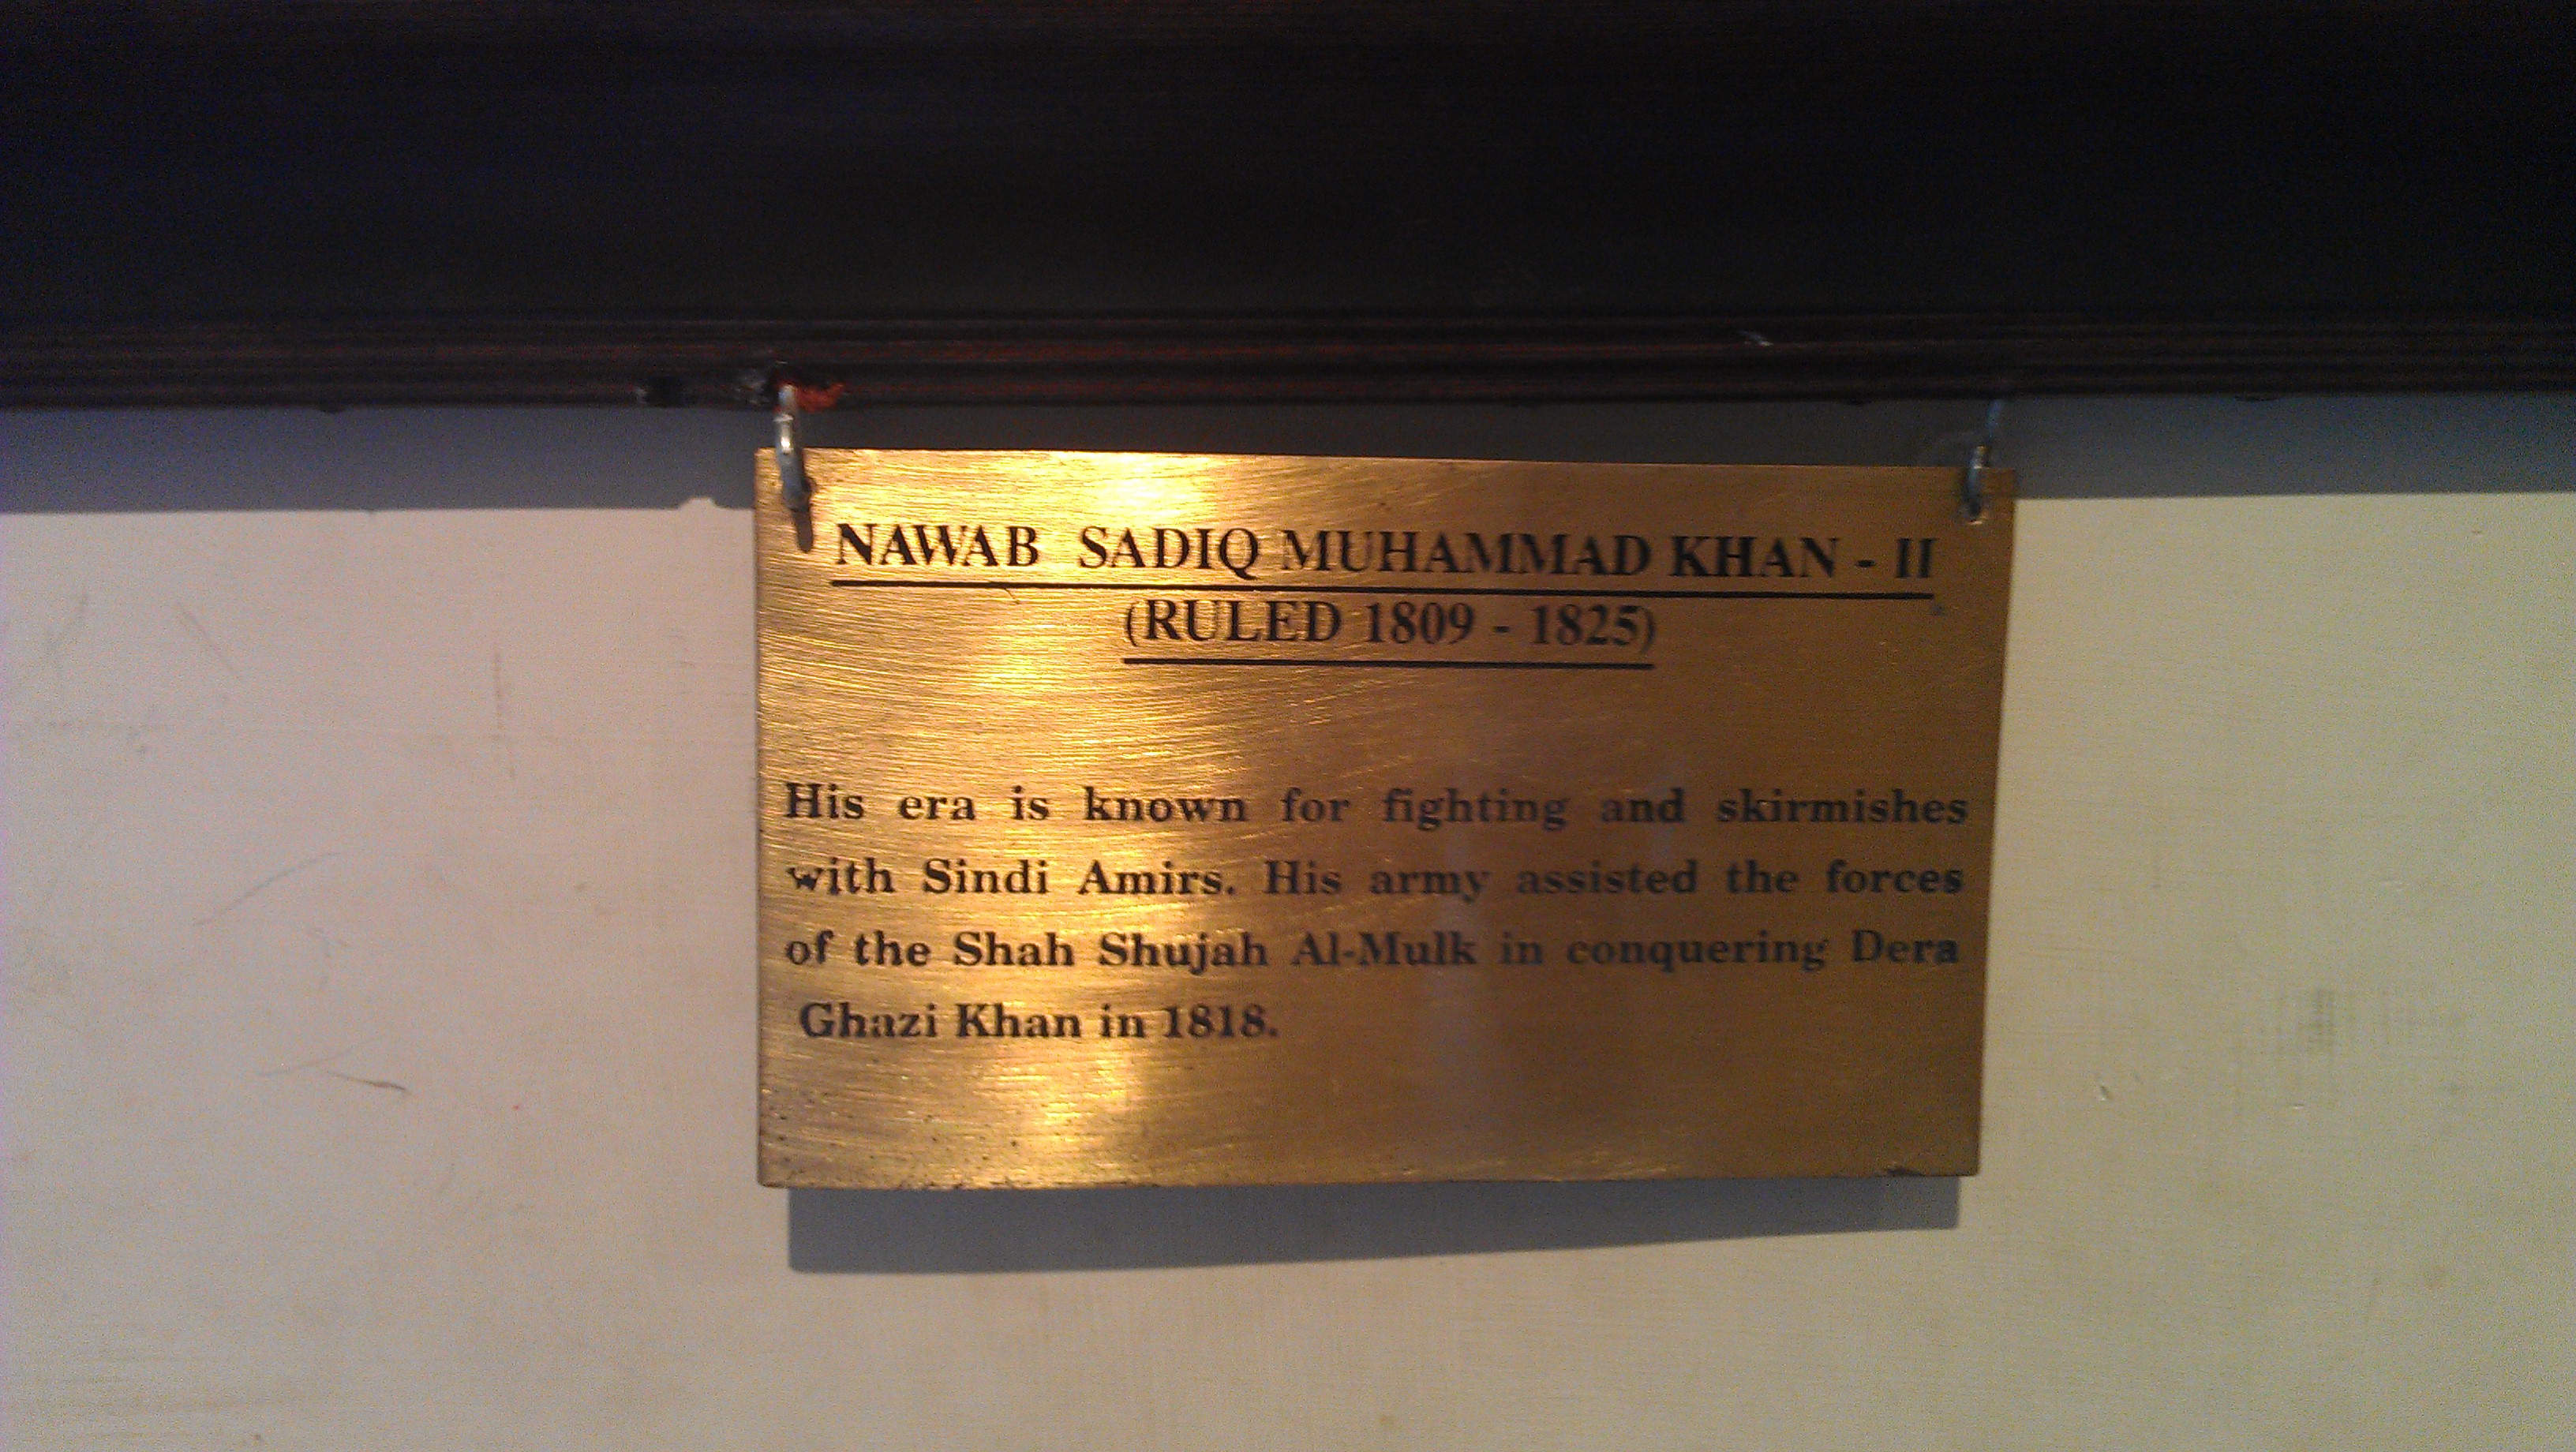 NAWAB SADIQ MUHAMMAD KHAN - II
(RULED 1809 - 1825)
His era is known for fighting and skirmishes
with Sindi Amirs. His army assisted the forces
of the Shah Shujah Al-Mulk in conquering Dera
Ghazi Khan in 1818.